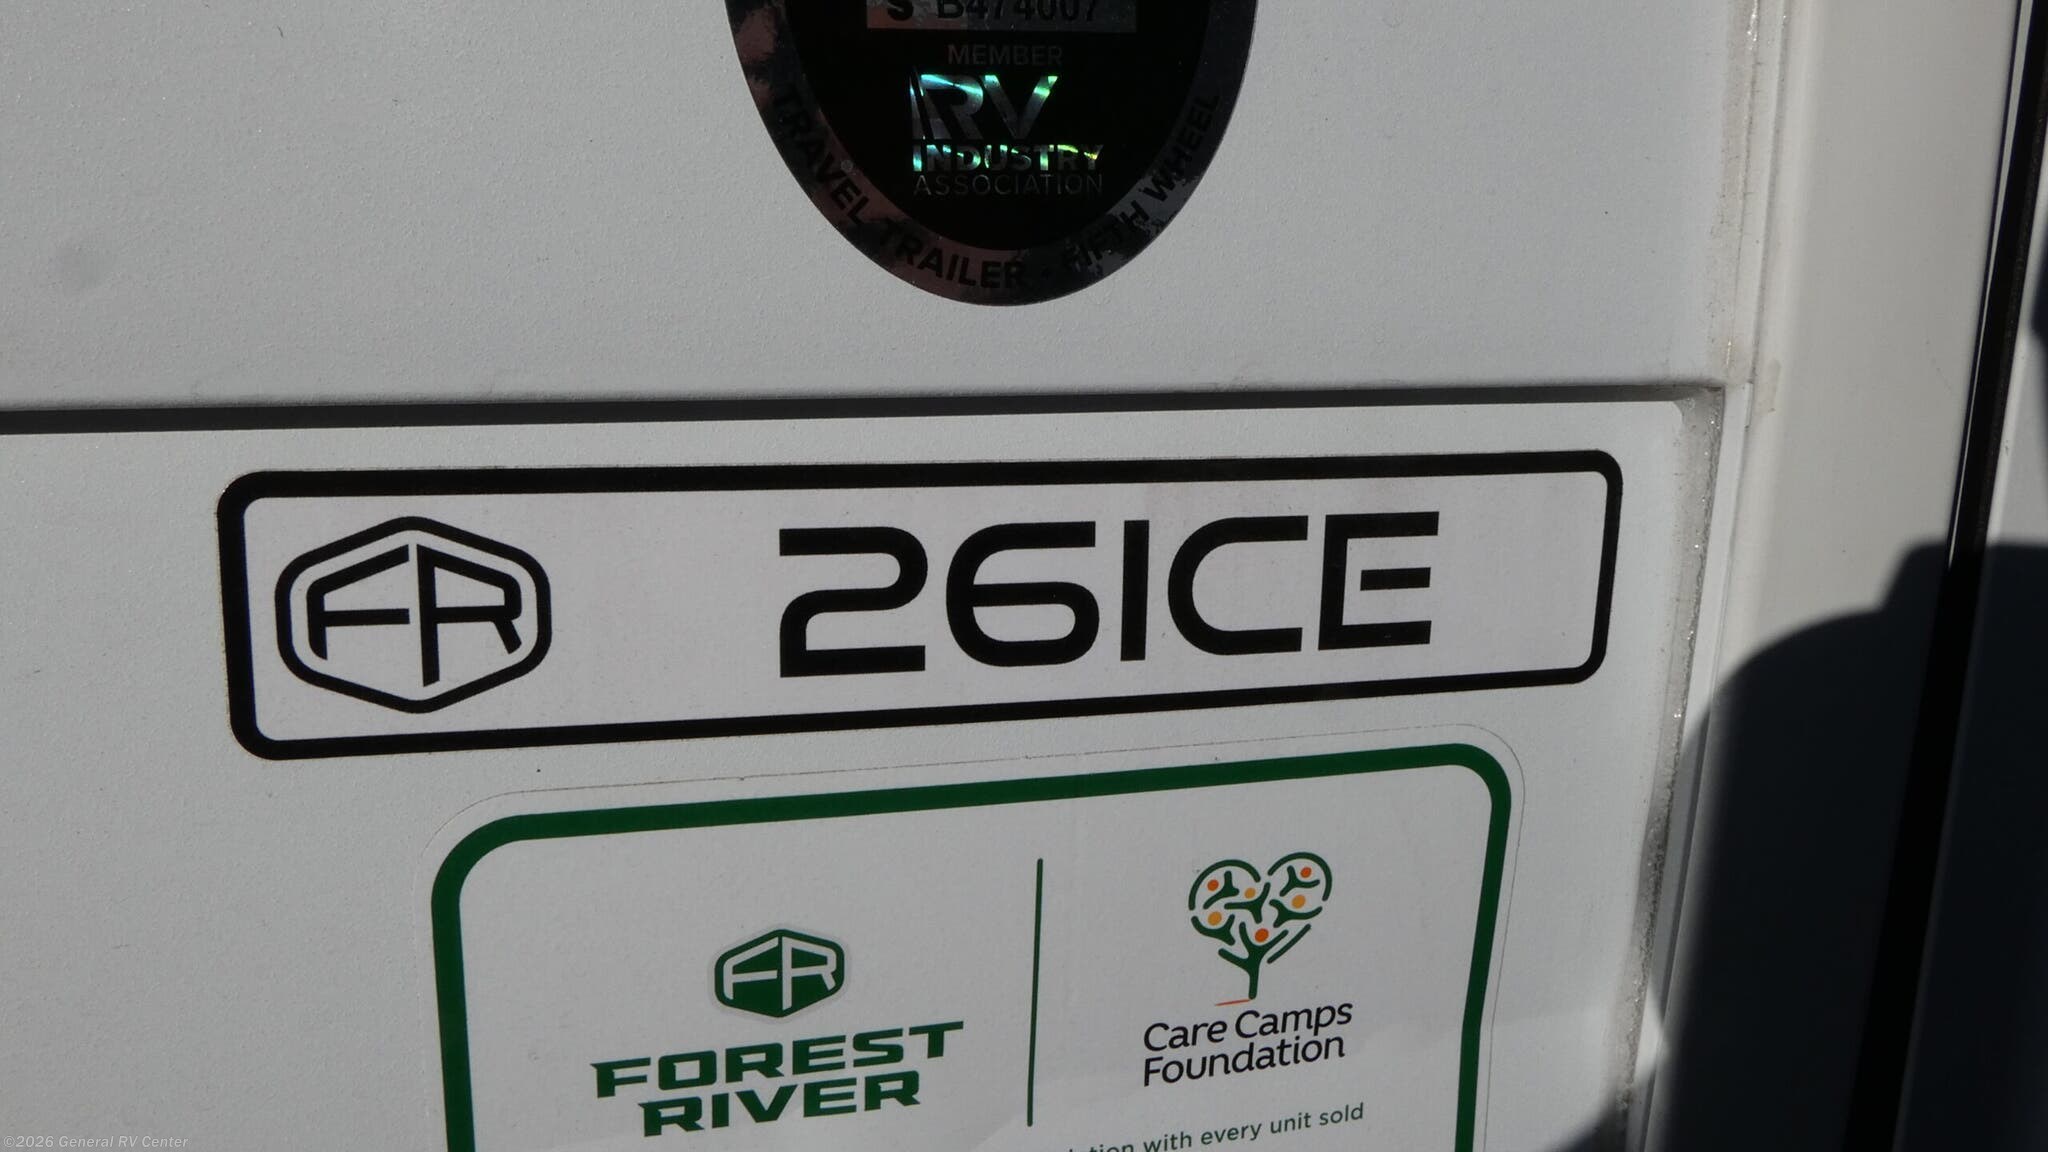 S B474007
MEMBER
RV
INDUSTRY
ASSOCIATION
TRAVEL TRAILER - FIFTH WHEEL
FR 26ICE
FR
FOREST
RIVER
Care Camps
Foundation
with every unit sold
©2026 General RV Center